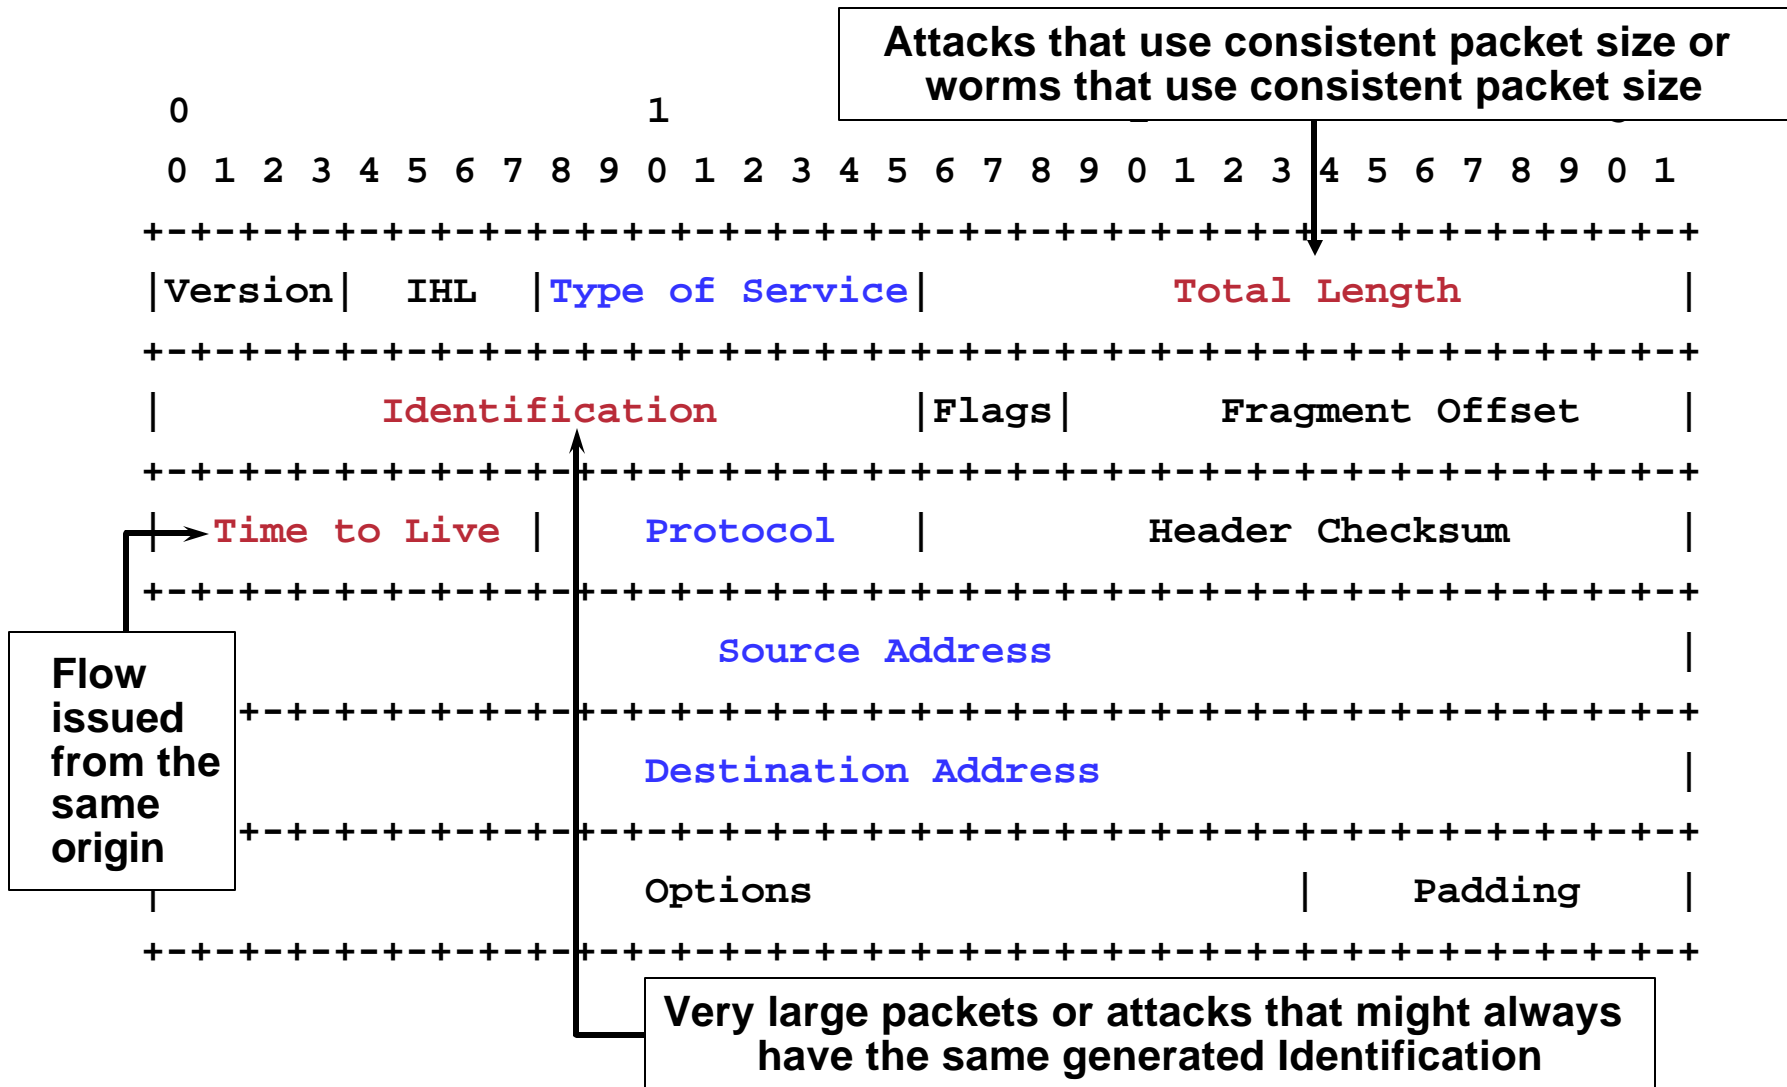 Attacks that use consistent packet size or
worms that use consistent packet size
0 1
0 1 2 3 4 5 6 7 8 9 0 1 2 3 4 5 6 7 8 9 0 1 2 3 4 5 6 7 8 9 0 1
+-+-+-+-+-+-+-+-+-+-+-+-+-+-+-+-+-+-+-+-+-+-+-+-+-+-+-+-+-+-+-+-+
|Version| IHL |Type of Service| Total Length |
+-+-+-+-+-+-+-+-+-+-+-+-+-+-+-+-+-+-+-+-+-+-+-+-+-+-+-+-+-+-+-+-+
| Identification |Flags| Fragment Offset |
+-+-+-+-+-+-+-+-+-+-+-+-+-+-+-+-+-+-+-+-+-+-+-+-+-+-+-+-+-+-+-+-+
| Time to Live | Protocol | Header Checksum |
+-+-+-+-+-+-+-+-+-+-+-+-+-+-+-+-+-+-+-+-+-+-+-+-+-+-+-+-+-+-+-+-+
Source Address |
+-+-+-+-+-+-+-+-+-+-+-+-+-+-+-+-+-+-+-+-+-+-+-+-+-+-+-+-+-+-+
Destination Address |
+-+-+-+-+-+-+-+-+-+-+-+-+-+-+-+-+-+-+-+-+-+-+-+-+-+-+-+-+-+-+
| Options | Padding |
+-+-+-+-+-+-+-+-+-+-+-+-+-+-+-+-+-+-+-+-+-+-+-+-+-+-+-+-+-+-+-+-+
Flow
issued
from the
same
origin
Very large packets or attacks that might always
have the same generated Identification